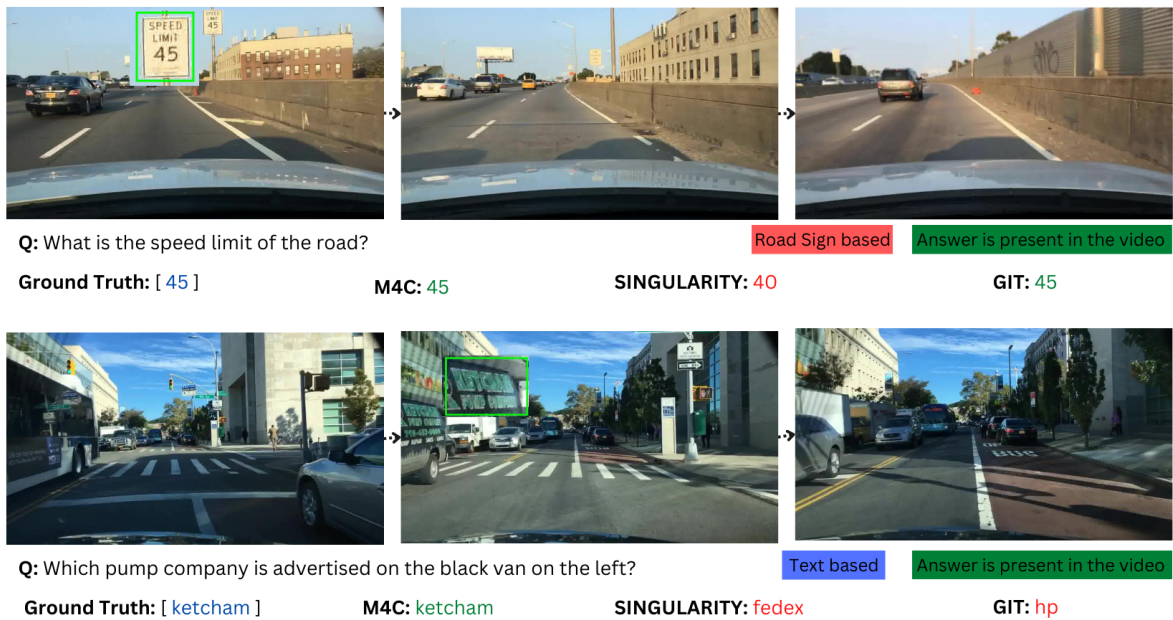 SPEED
LIMIT
45
SPEED
LIMIT
45
Q: What is the speed limit of the road?
Road Sign based
Answer is present in the video
Ground Truth: [ 45 ]
M4C: 45
SINGULARITY: 40
GIT: 45
KETCHAM
BUS
Q: Which pump company is advertised on the black van on the left?
Text based
Answer is present in the video
Ground Truth: [ ketcham ]
M4C: ketcham
SINGULARITY: fedex
GIT: hp